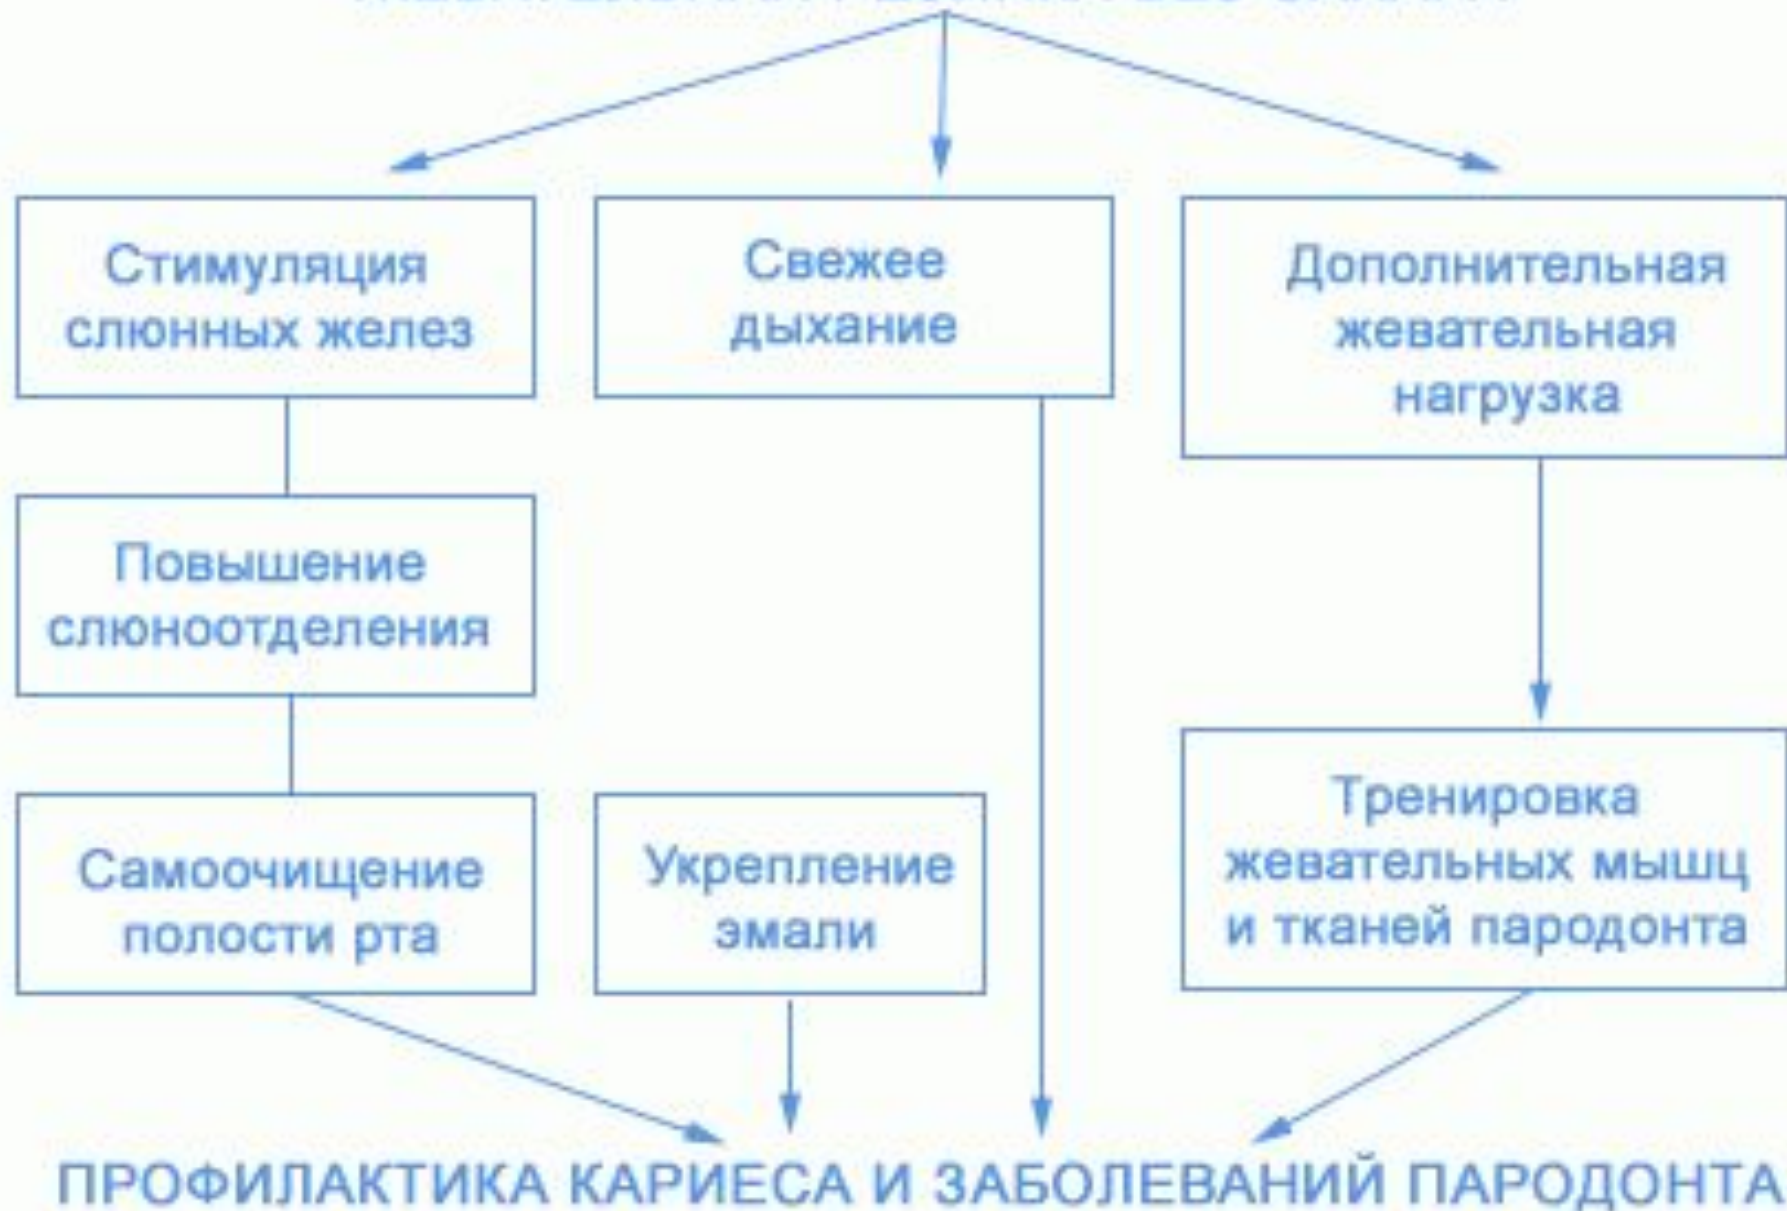 Стимуляция
слюнных желез
Свежее
дыхание
Дополнительная
жевательная
нагрузка
Повышение
слюноотделения
Самоочищение
полости рта
Укрепление
эмали
Тренировка
жевательных мышц
и тканей пародонта
ПРОФИЛАКТИКА КАРИЕСА И ЗАБОЛЕВАНИЙ ПАРОДОНТА